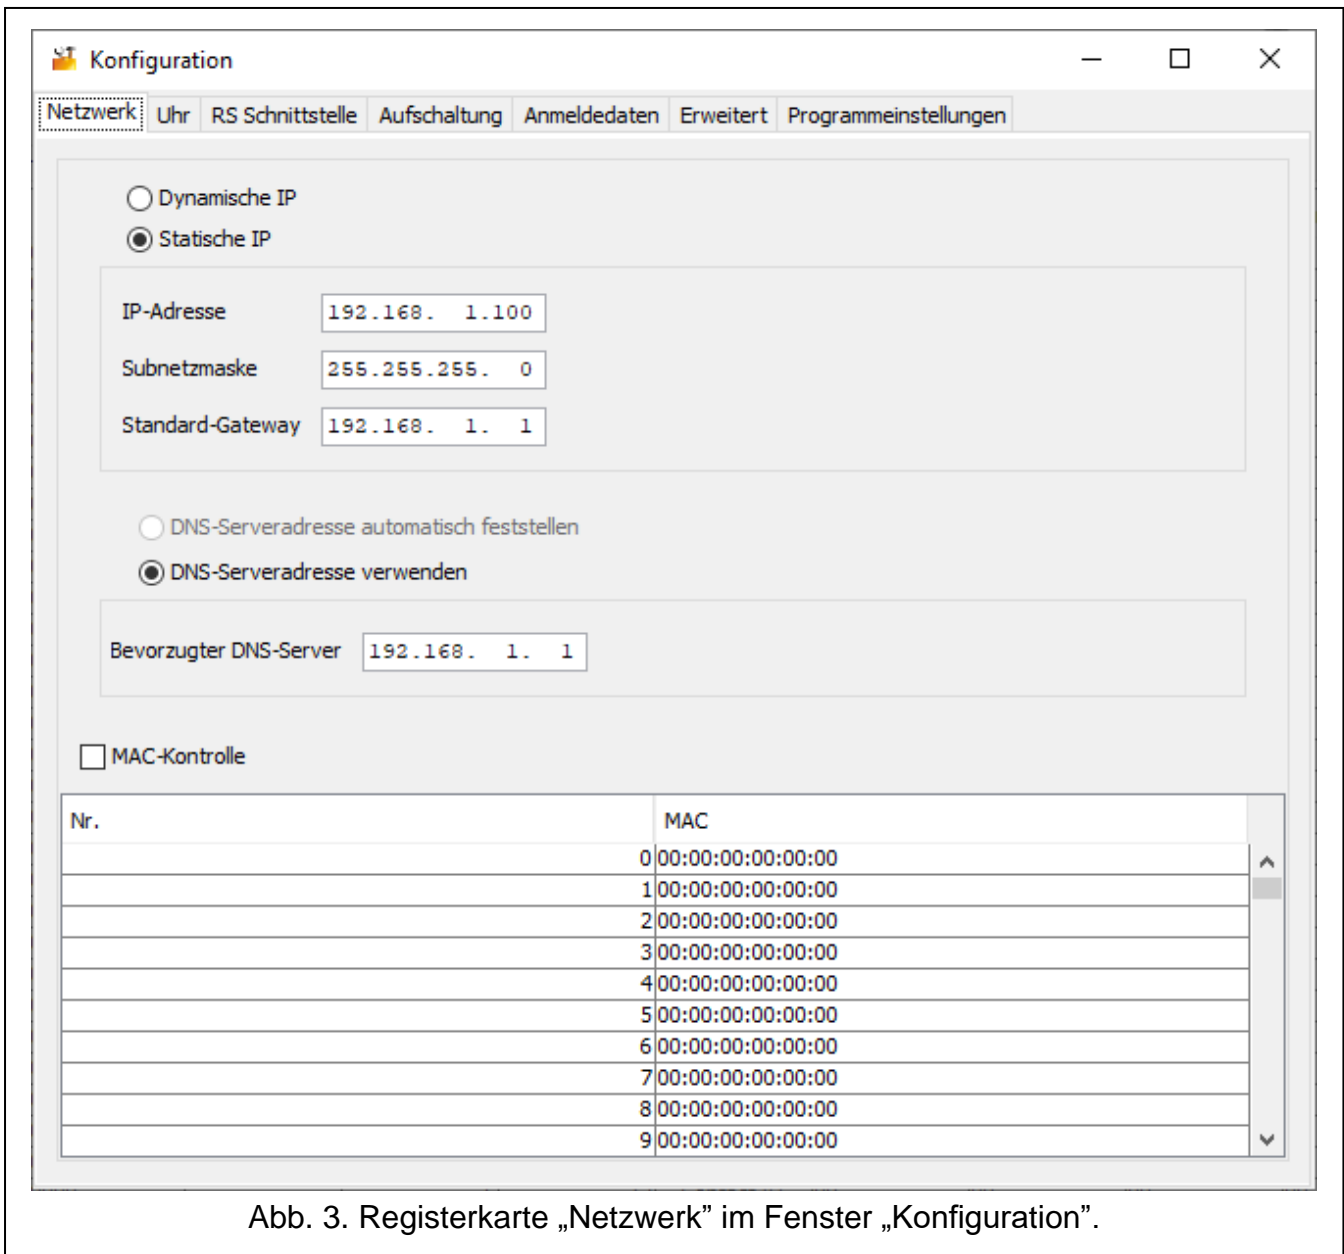 Konfiguration
Netzwerk Uhr RS Schnittstelle Aufschaltung Anmeldedaten Erweitert Programmeinstellungen
Dynamische IP
Statische IP
IP-Adresse 192.168. 1.100
Subnetzmaske 255.255.255. 0
Standard-Gateway 192.168. 1. 1
DNS-Serveradresse automatisch feststellen
DNS-Serveradresse verwenden
Bevorzugter DNS-Server 192.168. 1. 1
MAC-Kontrolle
Nr. MAC
0 00:00:00:00:00:00
1 00:00:00:00:00:00
2 00:00:00:00:00:00
3 00:00:00:00:00:00
4 00:00:00:00:00:00
5 00:00:00:00:00:00
6 00:00:00:00:00:00
7 00:00:00:00:00:00
8 00:00:00:00:00:00
9 00:00:00:00:00:00
Abb. 3. Registerkarte „Netzwerk” im Fenster „Konfiguration”.